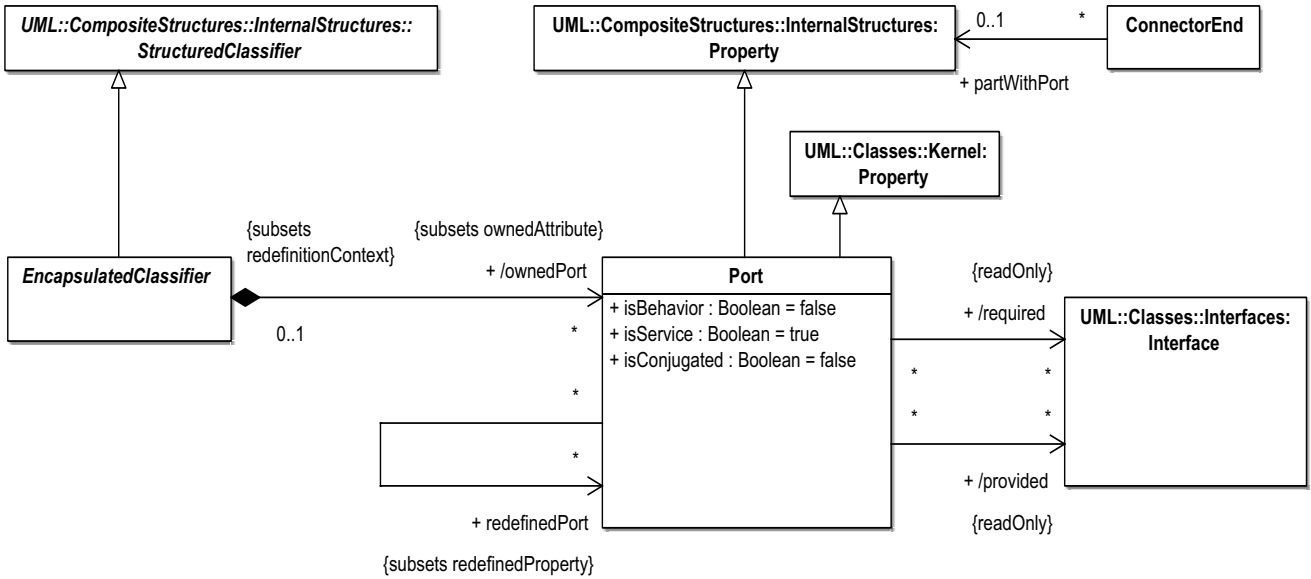 UML::CompositeStructures::InternalStructures::
StructuredClassifier
UML::CompositeStructures::InternalStructures:
Property
0..1
*
ConnectorEnd
+ partWithPort
UML::Classes::Kernel:
Property
{subsets
redefinitionContext}
{subsets ownedAttribute}
EncapsulatedClassifier
+ /ownedPort
0..1
*
Port
+ isBehavior : Boolean = false
+ isService : Boolean = true
+ isConjugated : Boolean = false
{readOnly}
+ /required
UML::Classes::Interfaces:
Interface
*
*
*
*
*
*
+ redefinedPort
{subsets redefinedProperty}
+ /provided
{readOnly}